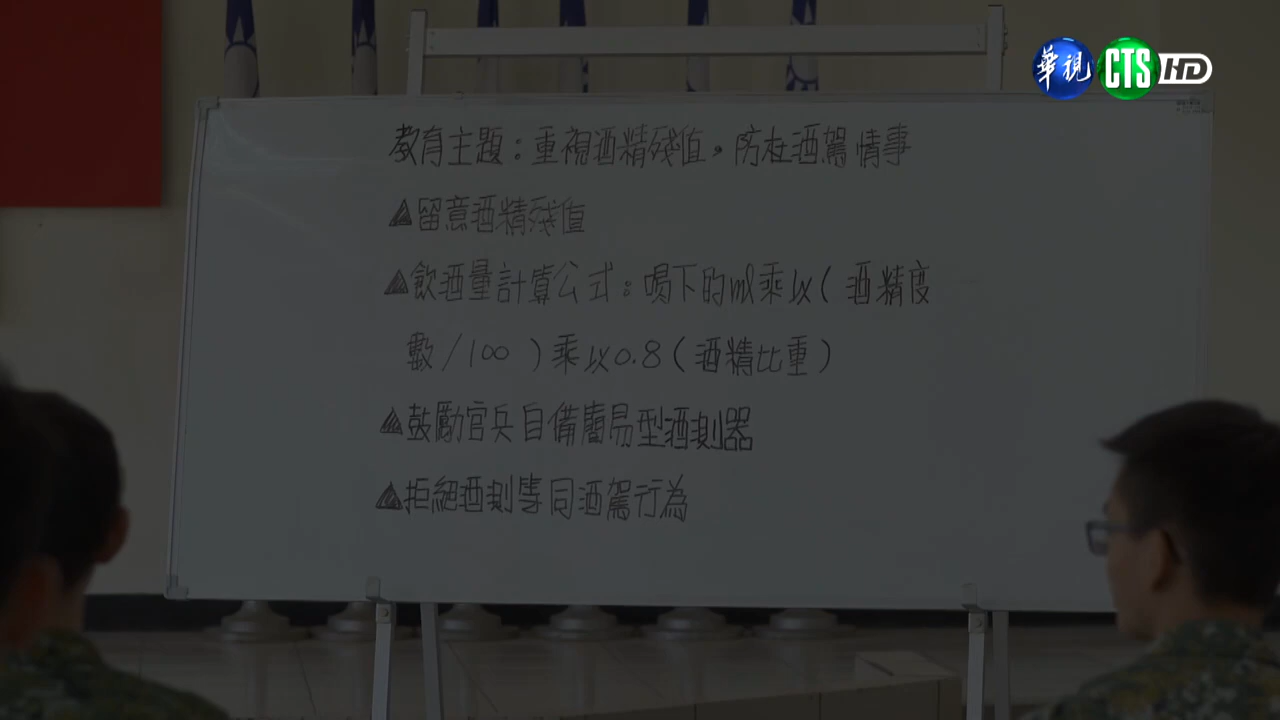 華視 CTS HD
教育主題：重視酒精殘值，防杜酒駕情事
▲留意酒精殘值
▲飲酒量計算公式：喝下的ml乘以(酒精度
數/100)乘以0.8(酒精比重)
▲鼓勵官兵自備簡易型酒測器
▲拒絕酒測等同酒駕行為